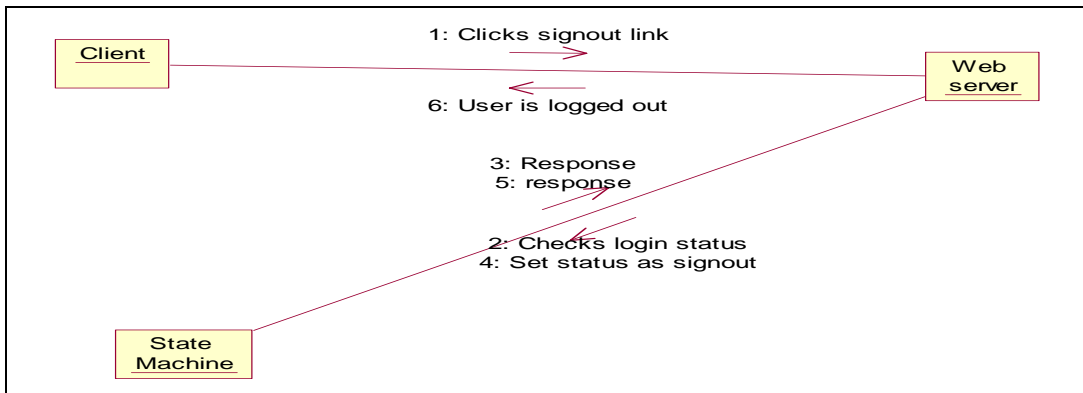 1: Clicks signout link
Client
Web
server
6: User is logged out
3: Response
5: response
2: Checks login status
4: Set status as signout
State
Machine